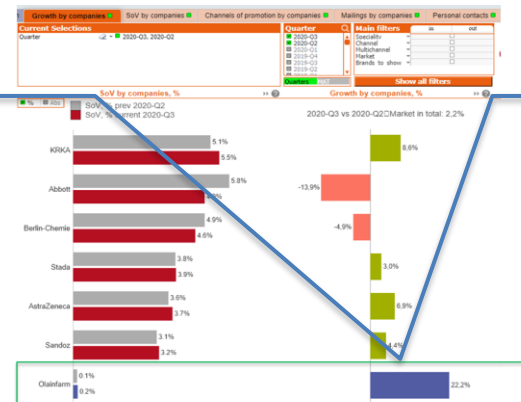 Growth by companies SoV by companies Channels of promotion by companies Mailings by companies Personal contacts
Current Selections
Quarter 2020-Q3, 2020-Q2
Quarter
2020-Q3
2020-Q2
2020-Q1
2019-Q4
2019-Q3
2019-Q2
Quarters MAT
Main filters
Speciality
Channel
Multichannel
Market
Brands to show
Show all filters
SoV by companies, %
Growth by companies, %
% Abs
SoV, % prev 2020-Q2
SoV, % current 2020-Q3
2020-Q3 vs 2020-Q2 Market in total: 2,2%
KRKA 5.1% 5.5% 8,6%
Abbott 5.8% -13,9%
Berlin-Chemie 4.9% 4.6% -4,9%
Stada 3.8% 3.9% 3,0%
AstraZeneca 3.6% 3.7% 6,9%
Sandoz 3.1% 3.2% 4,4%
Olainfarm 0.1% 0.2% 22,2%